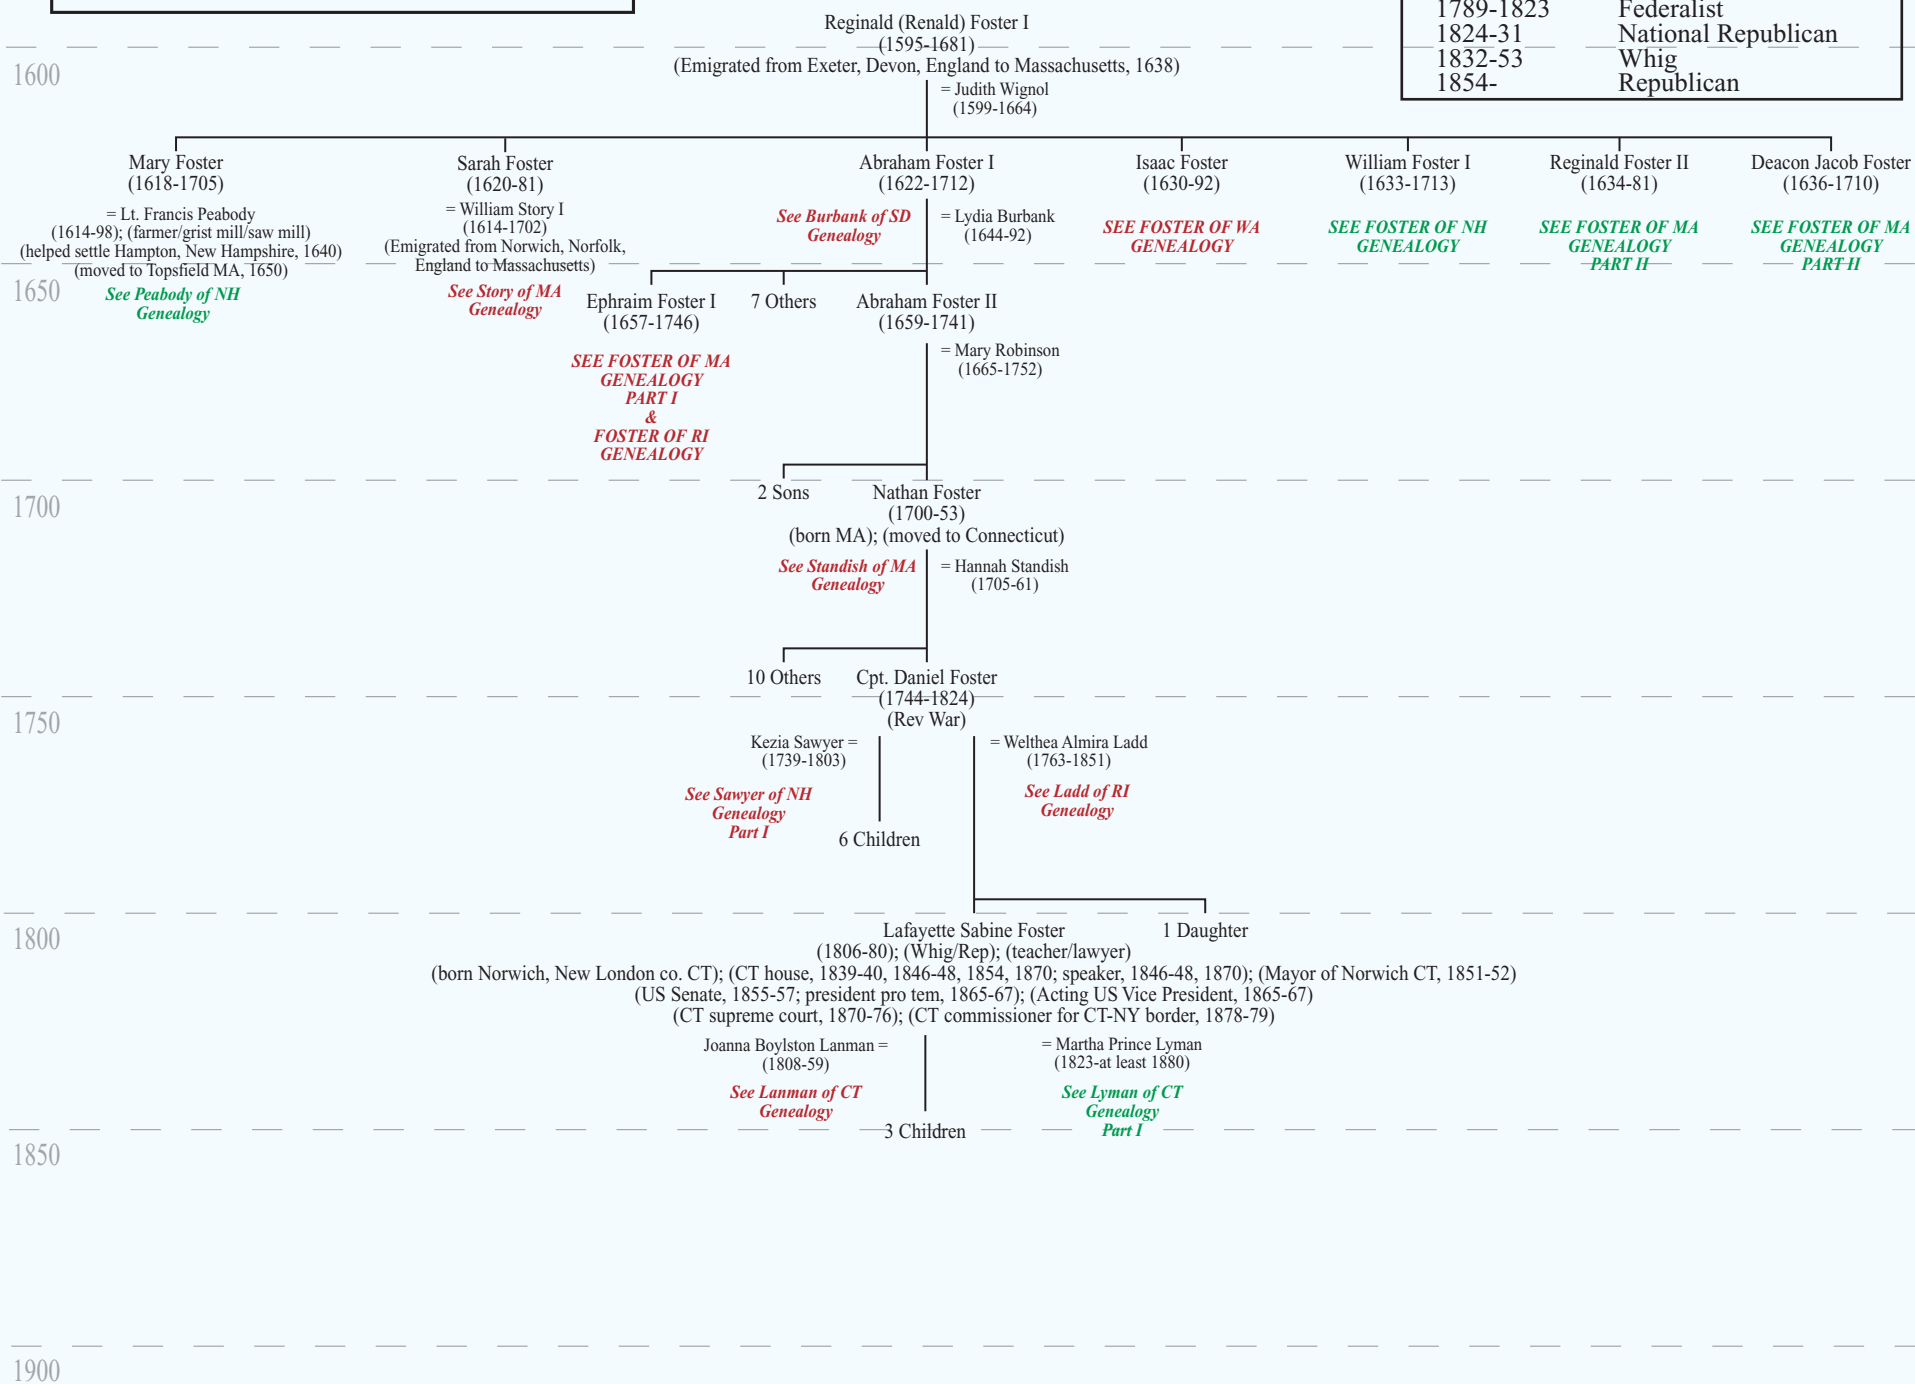 1789-1823 Federalist
1824-31 National Republican
1832-53 Whig
1854- Republican
Reginald (Renald) Foster I
(1595-1681)
(Emigrated from Exeter, Devon, England to Massachusetts, 1638)
= Judith Wignol
(1599-1664)
1600
Mary Foster
(1618-1705)
= Lt. Francis Peabody
(1614-98); (farmer/grist mill/saw mill)
(helped settle Hampton, New Hampshire, 1640)
(moved to Topsfield MA, 1650)
See Peabody of NH
Genealogy
Sarah Foster
(1620-81)
= William Story I
(1614-1702)
(Emigrated from Norwich, Norfolk,
England to Massachusetts)
See Story of MA
Genealogy
Abraham Foster I
(1622-1712)
See Burbank of SD
Genealogy
= Lydia Burbank
(1644-92)
Isaac Foster
(1630-92)
SEE FOSTER OF WA
GENEALOGY
William Foster I
(1633-1713)
SEE FOSTER OF NH
GENEALOGY
Reginald Foster II
(1634-81)
SEE FOSTER OF MA
GENEALOGY
PART II
Deacon Jacob Foster
(1636-1710)
SEE FOSTER OF MA
GENEALOGY
PART II
1650
Ephraim Foster I
(1657-1746)
SEE FOSTER OF MA
GENEALOGY
PART I
&
FOSTER OF RI
GENEALOGY
7 Others
Abraham Foster II
(1659-1741)
= Mary Robinson
(1665-1752)
1700
2 Sons
Nathan Foster
(1700-53)
(born MA); (moved to Connecticut)
See Standish of MA
Genealogy
= Hannah Standish
(1705-61)
10 Others
Cpt. Daniel Foster
(1744-1824)
(Rev War)
1750
Kezia Sawyer =
(1739-1803)
See Sawyer of NH
Genealogy
Part I
6 Children
= Welthea Almira Ladd
(1763-1851)
See Ladd of RI
Genealogy
1800
Lafayette Sabine Foster
(1806-80); (Whig/Rep); (teacher/lawyer)
(born Norwich, New London co. CT); (CT house, 1839-40, 1846-48, 1854, 1870; speaker, 1846-48, 1870); (Mayor of Norwich CT, 1851-52)
(US Senate, 1855-57; president pro tem, 1865-67); (Acting US Vice President, 1865-67)
(CT supreme court, 1870-76); (CT commissioner for CT-NY border, 1878-79)
1 Daughter
Joanna Boylston Lanman =
(1808-59)
See Lanman of CT
Genealogy
= Martha Prince Lyman
(1823-at least 1880)
See Lyman of CT
Genealogy
Part I
3 Children
1850
1900